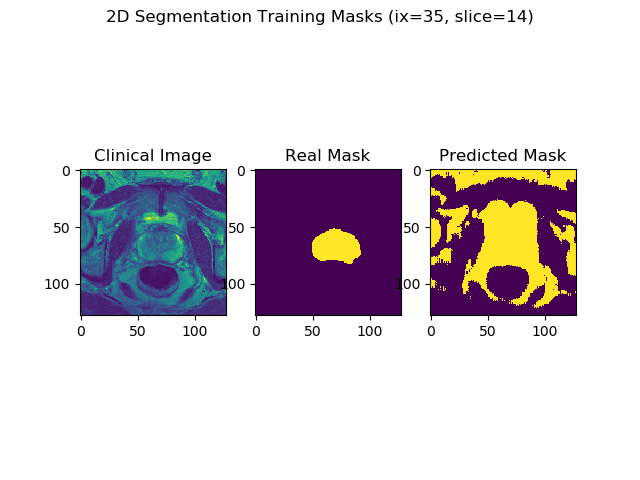 2D Segmentation Training Masks (ix=35, slice=14)
Clinical Image Real Mask Predicted Mask
0 0 0
50 50 50
100 100 100
0 50 100 0 50 100 0 50 100